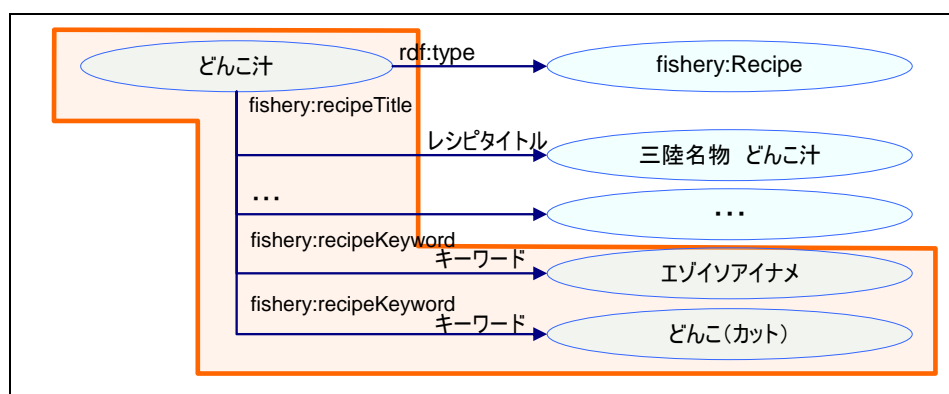 どんこ汁
rdf:type
fishery:Recipe
fishery:recipeTitle
レシピタイトル
三陸名物 どんこ汁
・・・
・・・
fishery:recipeKeyword
キーワード
エゾイソアイナメ
fishery:recipeKeyword
キーワード
どんこ(カット)